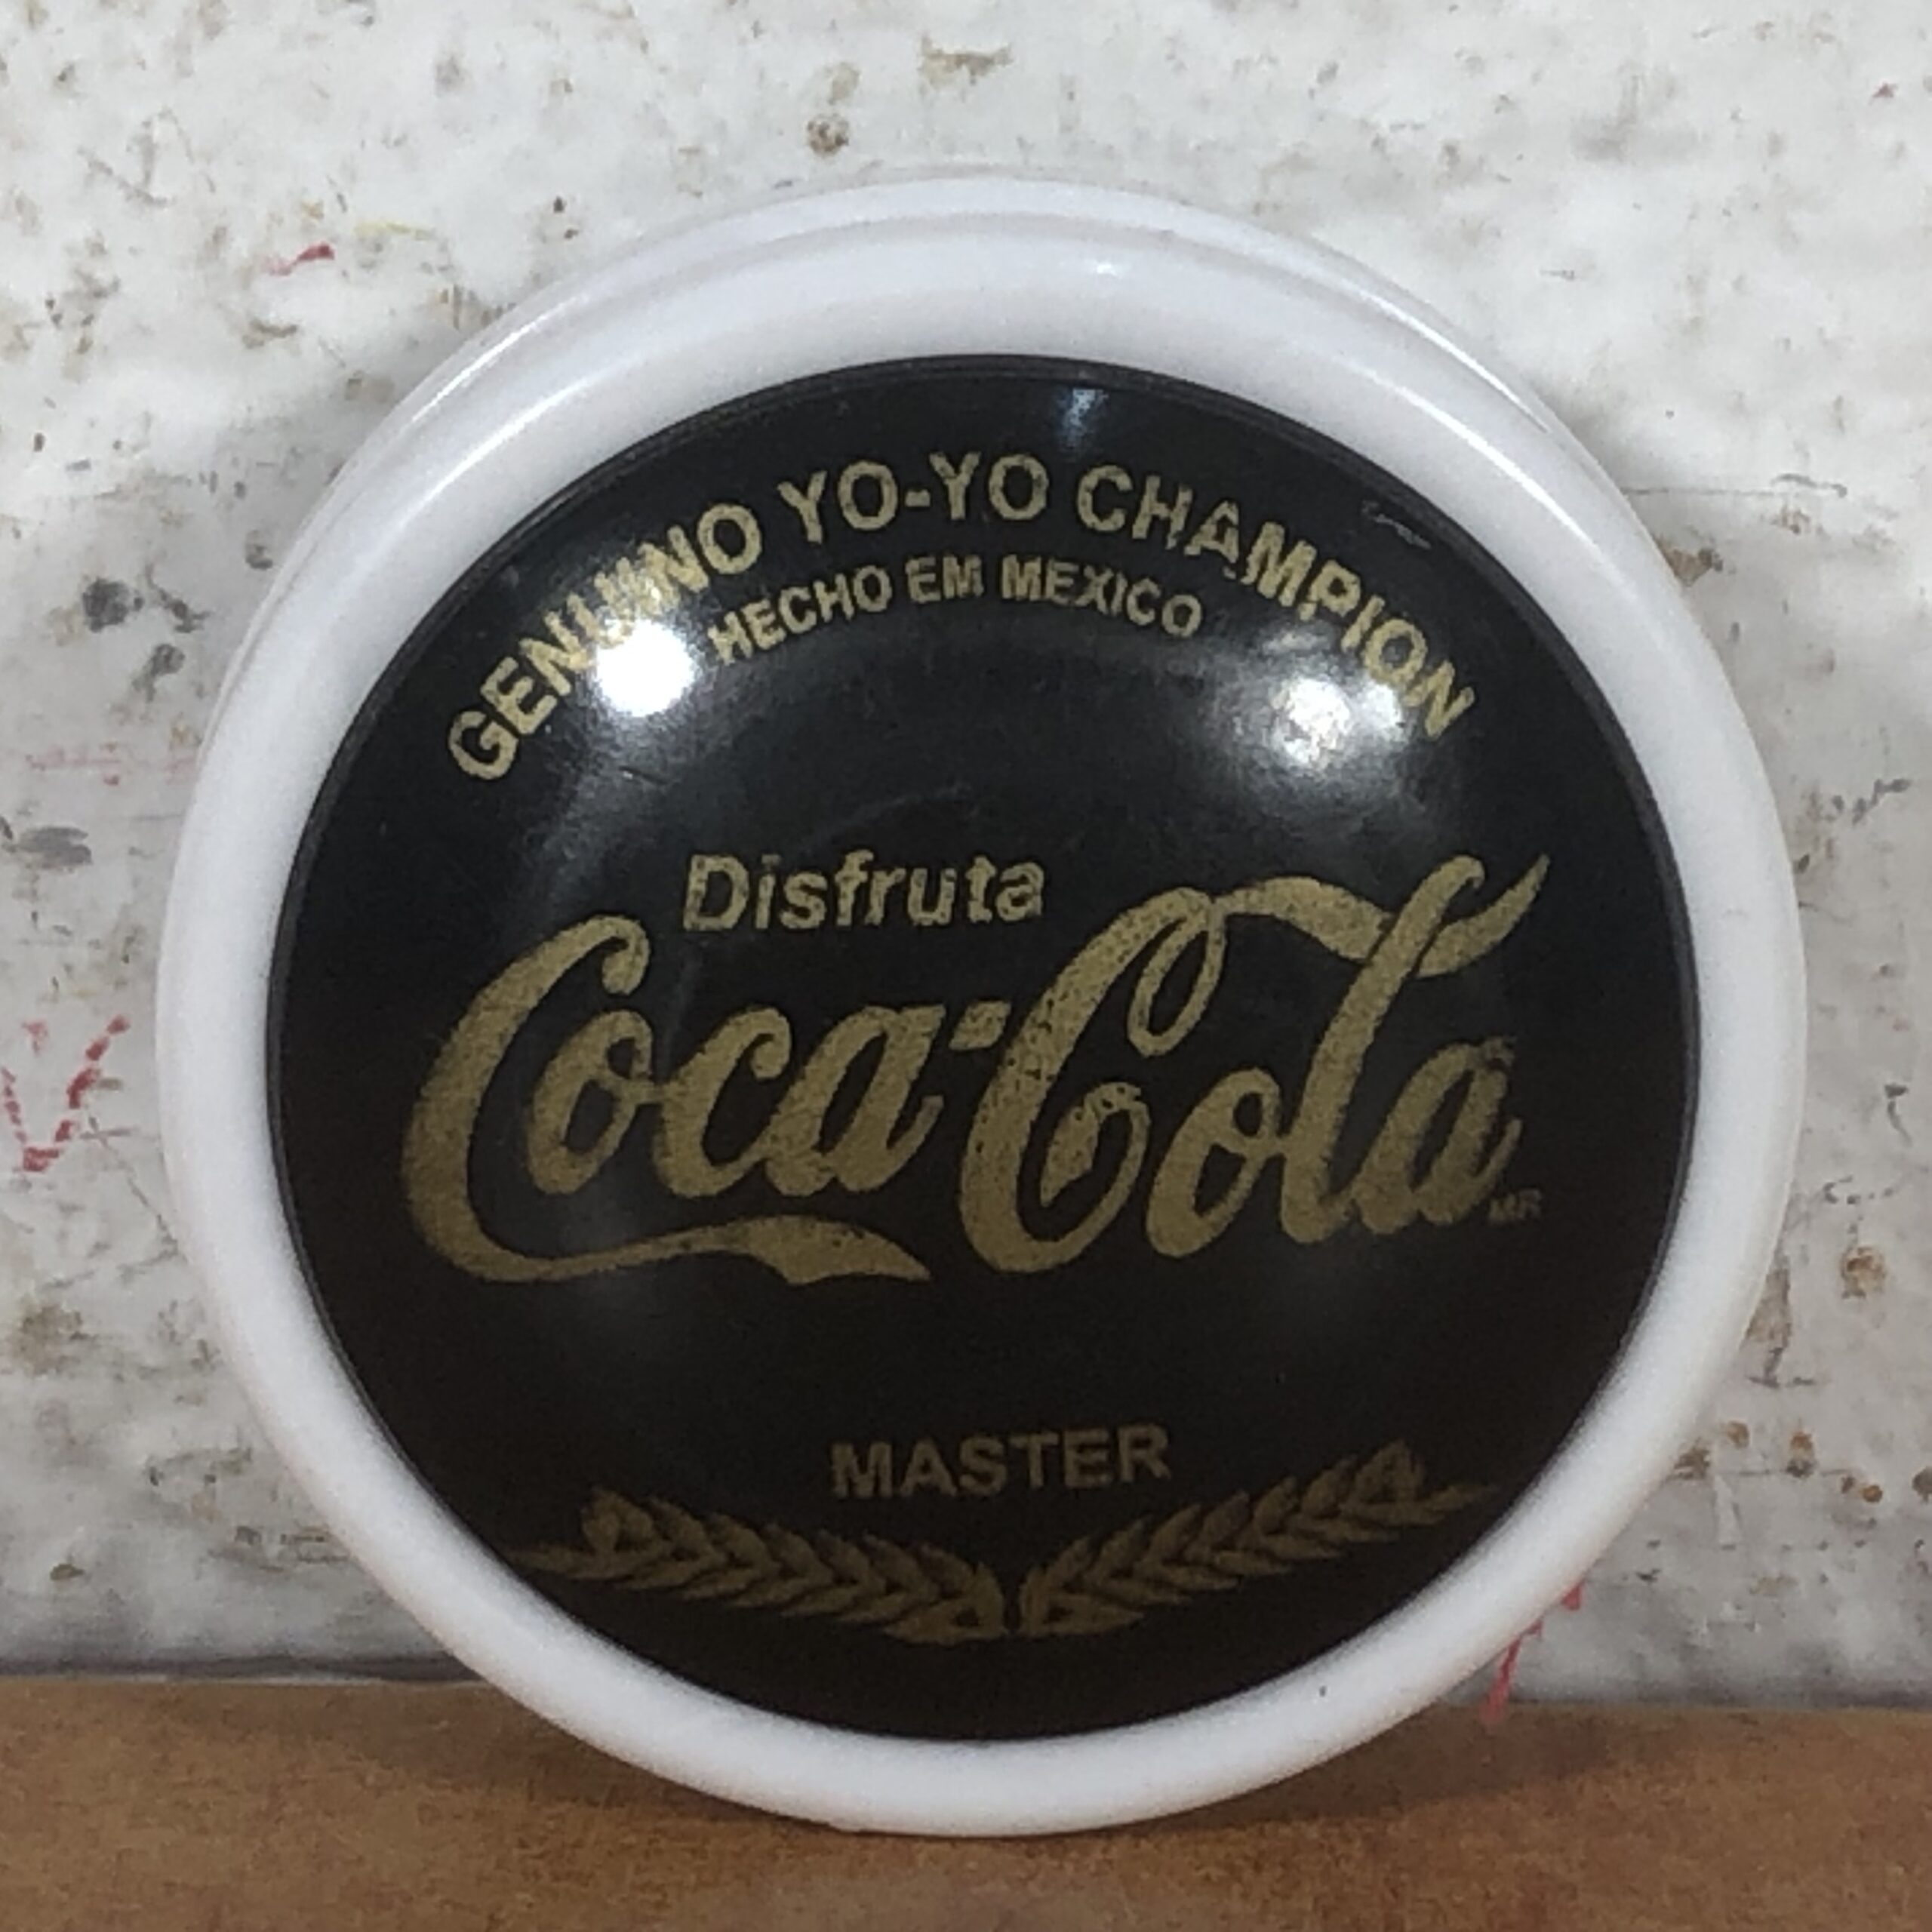 GENUINO YO-YO CHAMPION
HECHO EM MEXICO
Disfruta
Coca-Cola
MR
MASTER